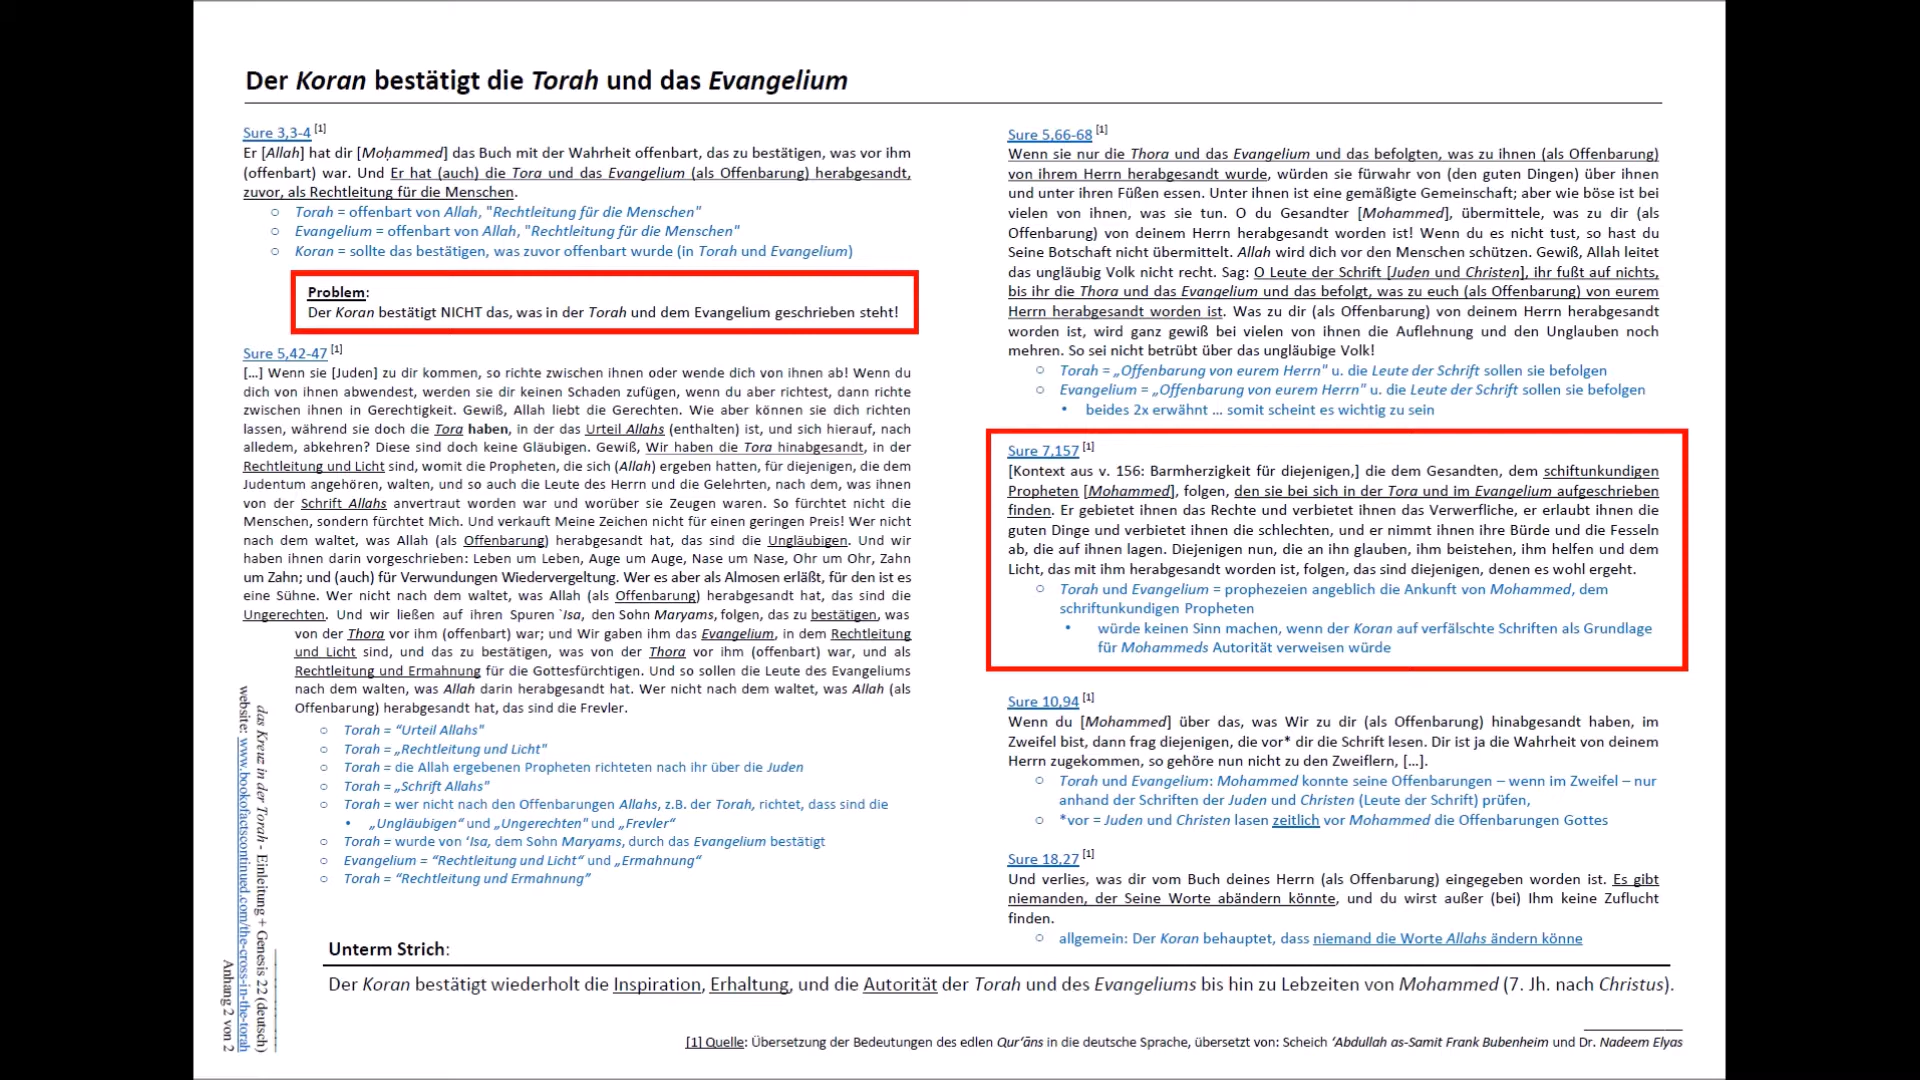 Der Koran bestätigt die Torah und das Evangelium
Sure 3,3-4 [1]
Er [Allah] hat dir [Moḥammed] das Buch mit der Wahrheit offenbart, das zu bestätigen, was vor ihm
(offenbart) war. Und Er hat (auch) die Tora und das Evangelium (als Offenbarung) herabgesandt,
zuvor, als Rechtleitung für die Menschen.
○ Torah = offenbart von Allah, "Rechtleitung für die Menschen"
○ Evangelium = offenbart von Allah, "Rechtleitung für die Menschen"
○ Koran = sollte das bestätigen, was zuvor offenbart wurde (in Torah und Evangelium)
Problem:
Der Koran bestätigt NICHT das, was in der Torah und dem Evangelium geschrieben steht!
Sure 5,42-47 [1]
[...] Wenn sie [Juden] zu dir kommen, so richte zwischen ihnen oder wende dich von ihnen ab! Wenn du
dich von ihnen abwendest, werden sie dir keinen Schaden zufügen, wenn du aber richtest, dann richte
zwischen ihnen in Gerechtigkeit. Gewiß, Allah liebt die Gerechten. Wie aber können sie dich richten
lassen, während sie doch die Tora haben, in der das Urteil Allahs (enthalten) ist, und sich hierauf, nach
alledem, abkehren? Diese sind doch keine Gläubigen. Gewiß, Wir haben die Tora hinabgesandt, in der
Rechtleitung und Licht sind, womit die Propheten, die sich (Allah) ergeben hatten, für diejenigen, die dem
Judentum angehören, walten, und so auch die Leute des Herrn und die Gelehrten, nach dem, was ihnen
von der Schrift Allahs anvertraut worden war und worüber sie Zeugen waren. So fürchtet nicht die
Menschen, sondern fürchtet Mich. Und verkauft Meine Zeichen nicht für einen geringen Preis! Wer nicht
nach dem waltet, was Allah (als Offenbarung) herabgesandt hat, das sind die Ungläubigen. Und wir
haben ihnen darin vorgeschrieben: Leben um Leben, Auge um Auge, Nase um Nase, Ohr um Ohr, Zahn
um Zahn; und (auch) für Verwundungen Wiedervergeltung. Wer es aber als Almosen erläßt, für den ist es
eine Sühne. Wer nicht nach dem waltet, was Allah (als Offenbarung) herabgesandt hat, das sind die
Ungerechten. Und wir ließen auf ihren Spuren `Isa, den Sohn Maryams, folgen, das zu bestätigen, was
von der Thora vor ihm (offenbart) war; und Wir gaben ihm das Evangelium, in dem Rechtleitung
und Licht sind, und das zu bestätigen, was von der Thora vor ihm (offenbart) war, und als
Rechtleitung und Ermahnung für die Gottesfürchtigen. Und so sollen die Leute des Evangeliums
nach dem walten, was Allah darin herabgesandt hat. Wer nicht nach dem waltet, was Allah (als
Offenbarung) herabgesandt hat, das sind die Frevler.
○ Torah = “Urteil Allahs"
○ Torah = „Rechtleitung und Licht"
○ Torah = die Allah ergebenen Propheten richteten nach ihr über die Juden
○ Torah = „Schrift Allahs"
○ Torah = wer nicht nach den Offenbarungen Allahs, z.B. der Torah, richtet, dass sind die
• „Ungläubigen“ und „Ungerechten" und „Frevler“
○ Torah = wurde von ‘Isa, dem Sohn Maryams, durch das Evangelium bestätigt
○ Evangelium = “Rechtleitung und Licht“ und „Ermahnung“
○ Torah = “Rechtleitung und Ermahnung”
Sure 5,66-68 [1]
Wenn sie nur die Thora und das Evangelium und das befolgten, was zu ihnen (als Offenbarung)
von ihrem Herrn herabgesandt wurde, würden sie fürwahr von (den guten Dingen) über ihnen
und unter ihren Füßen essen. Unter ihnen ist eine gemäßigte Gemeinschaft; aber wie böse ist bei
vielen von ihnen, was sie tun. O du Gesandter [Mohammed], übermittele, was zu dir (als
Offenbarung) von deinem Herrn herabgesandt worden ist! Wenn du es nicht tust, so hast du
Seine Botschaft nicht übermittelt. Allah wird dich vor den Menschen schützen. Gewiß, Allah leitet
das ungläubig Volk nicht recht. Sag: O Leute der Schrift [Juden und Christen], ihr fußt auf nichts,
bis ihr die Thora und das Evangelium und das befolgt, was zu euch (als Offenbarung) von eurem
Herrn herabgesandt worden ist. Was zu dir (als Offenbarung) von deinem Herrn herabgesandt
worden ist, wird ganz gewiß bei vielen von ihnen die Auflehnung und den Unglauben noch
mehren. So sei nicht betrübt über das ungläubige Volk!
○ Torah = „Offenbarung von eurem Herrn" u. die Leute der Schrift sollen sie befolgen
○ Evangelium = „Offenbarung von eurem Herrn" u. die Leute der Schrift sollen sie befolgen
• beides 2x erwähnt ... somit scheint es wichtig zu sein
Sure 7,157 [1]
[Kontext aus v. 156: Barmherzigkeit für diejenigen,] die dem Gesandten, dem schiftunkundigen
Propheten [Mohammed], folgen, den sie bei sich in der Tora und im Evangelium aufgeschrieben
finden. Er gebietet ihnen das Rechte und verbietet ihnen das Verwerfliche, er erlaubt ihnen die
guten Dinge und verbietet ihnen die schlechten, und er nimmt ihnen ihre Bürde und die Fesseln
ab, die auf ihnen lagen. Diejenigen nun, die an ihn glauben, ihm beistehen, ihm helfen und dem
Licht, das mit ihm herabgesandt worden ist, folgen, das sind diejenigen, denen es wohl ergeht.
○ Torah und Evangelium = prophezeien angeblich die Ankunft von Mohammed, dem
schriftunkundigen Propheten
• würde keinen Sinn machen, wenn der Koran auf verfälschte Schriften als Grundlage
für Mohammeds Autorität verweisen würde
Sure 10,94 [1]
Wenn du [Mohammed] über das, was Wir zu dir (als Offenbarung) hinabgesandt haben, im
Zweifel bist, dann frag diejenigen, die vor* dir die Schrift lesen. Dir ist ja die Wahrheit von deinem
Herrn zugekommen, so gehöre nun nicht zu den Zweiflern, [...].
○ Torah und Evangelium: Mohammed konnte seine Offenbarungen – wenn im Zweifel – nur
anhand der Schriften der Juden und Christen (Leute der Schrift) prüfen,
○ *vor = Juden und Christen lasen zeitlich vor Mohammed die Offenbarungen Gottes
Sure 18,27 [1]
Und verlies, was dir vom Buch deines Herrn (als Offenbarung) eingegeben worden ist. Es gibt
niemanden, der Seine Worte abändern könnte, und du wirst außer (bei) Ihm keine Zuflucht
finden.
○ allgemein: Der Koran behauptet, dass niemand die Worte Allahs ändern könne
Unterm Strich:
Der Koran bestätigt wiederholt die Inspiration, Erhaltung, und die Autorität der Torah und des Evangeliums bis hin zu Lebzeiten von Mohammed (7. Jh. nach Christus).
[1] Quelle: Übersetzung der Bedeutungen des edlen Qur’āns in die deutsche Sprache, übersetzt von: Scheich ‘Abdullah as-Samit Frank Bubenheim und Dr. Nadeem Elyas
das Kreuz in der Torah - Einleitung + Genesis 22 (deutsch)
website: www.bookofactscontinued.com/the-cross-in-the-torah
Anhang 2 von 2